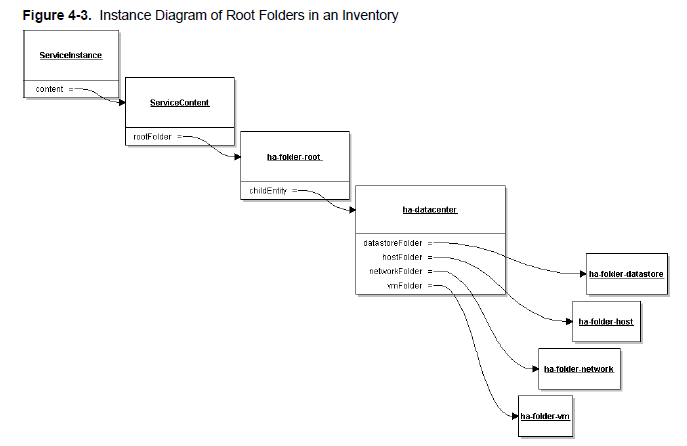 Figure 4-3. Instance Diagram of Root Folders in an Inventory
ServiceInstance
content =
ServiceContent
rootFolder =
ha-folder-root
childEntity =
ha-datacenter
datastoreFolder =
hostFolder =
networkFolder =
vmFolder =
ha-folder-datastore
ha-folder-host
ha-folder-network
ha-folder-vm